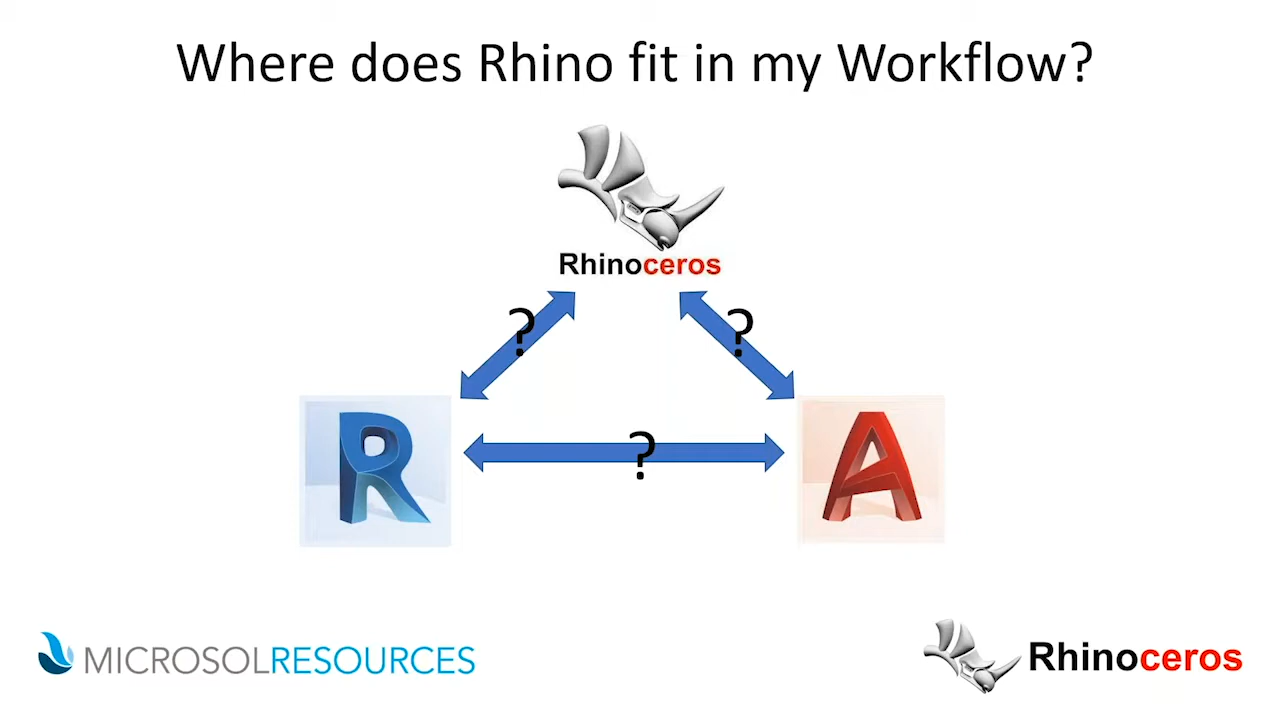 Where does Rhino fit in my Workflow?
Rhinoceros
? ?
?
R A
MICROSOLRESOURCES
Rhinoceros